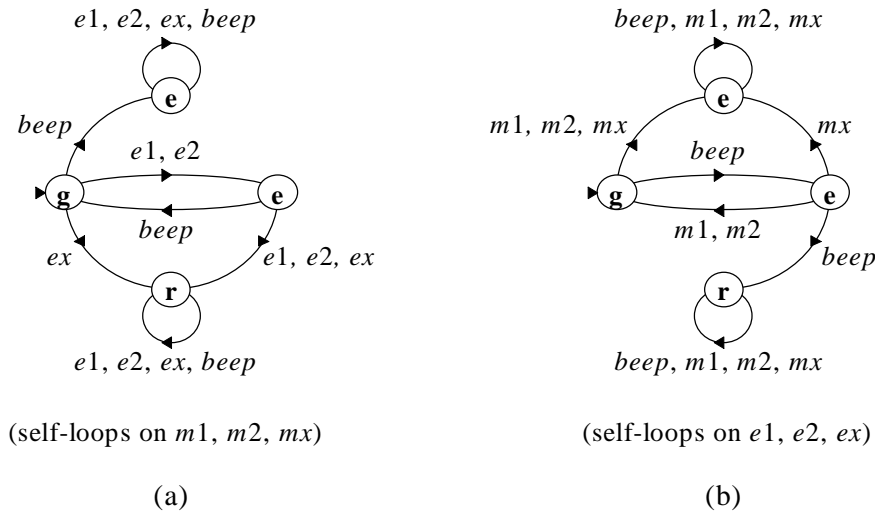 e1, e2, ex, beep
e
beep
e1, e2
g
e
beep
ex
e1, e2, ex
r
e1, e2, ex, beep
(self-loops on m1, m2, mx)
(a)
beep, m1, m2, mx
e
m1, m2, mx
mx
beep
g
e
m1, m2
beep
r
beep, m1, m2, mx
(self-loops on e1, e2, ex)
(b)